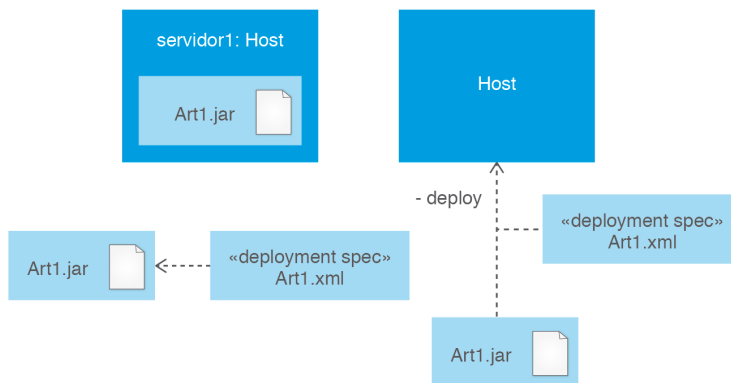 servidor1: Host
Art1.jar
Host
- deploy
«deployment spec»
Art1.xml
Art1.jar
«deployment spec»
Art1.xml
Art1.jar